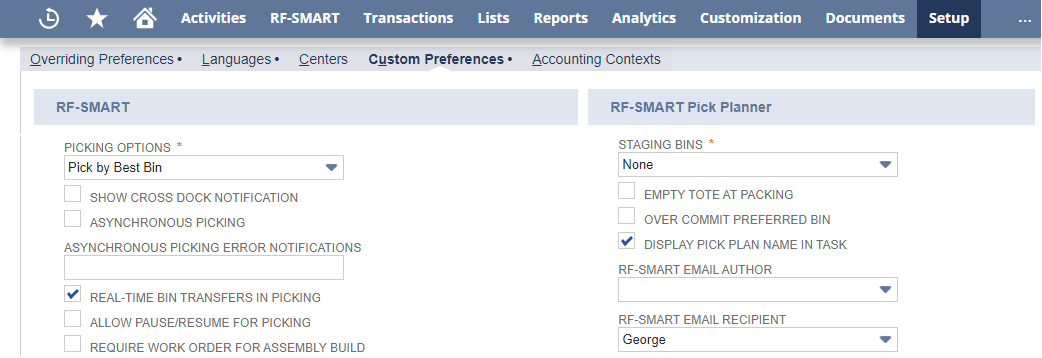 Activities RF-SMART Transactions Lists Reports Analytics Customization Documents Setup ...
Overriding Preferences • Languages • Centers Custom Preferences • Accounting Contexts
RF-SMART
PICKING OPTIONS *
Pick by Best Bin
SHOW CROSS DOCK NOTIFICATION
ASYNCHRONOUS PICKING
ASYNCHRONOUS PICKING ERROR NOTIFICATIONS
REAL-TIME BIN TRANSFERS IN PICKING
ALLOW PAUSE/RESUME FOR PICKING
REQUIRE WORK ORDER FOR ASSEMBLY BUILD
RF-SMART Pick Planner
STAGING BINS *
None
EMPTY TOTE AT PACKING
OVER COMMIT PREFERRED BIN
DISPLAY PICK PLAN NAME IN TASK
RF-SMART EMAIL AUTHOR
RF-SMART EMAIL RECIPIENT
George